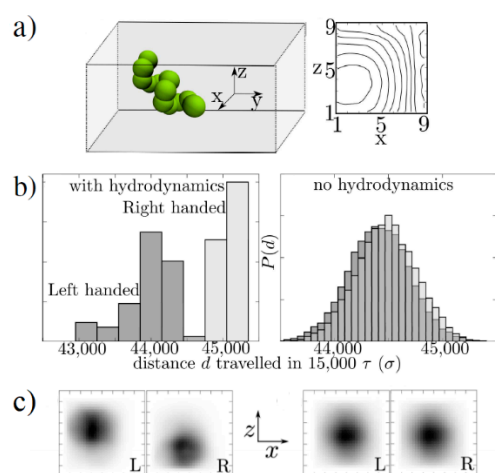 a)
z
y
x
9
z 5
1
1 5 9
x
b)
with hydrodynamics
Right handed
Left handed
no hydrodynamics
P(d)
43,000 44,000 45,000
44,000 45,000
distance d travelled in 15,000 τ (σ)
c)
L
R
z
x
L
R